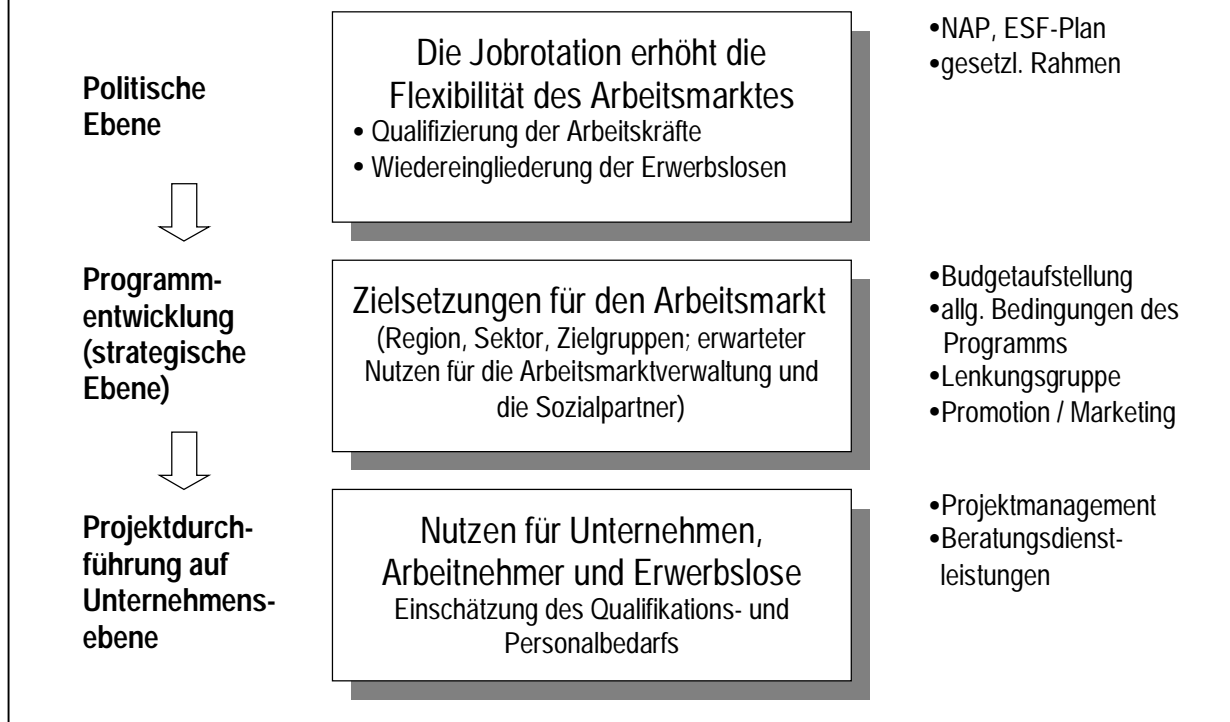 Politische
Ebene
Die Jobrotation erhöht die
Flexibilität des Arbeitsmarktes
• Qualifizierung der Arbeitskräfte
• Wiedereingliederung der Erwerbslosen
•NAP, ESF-Plan
•gesetzl. Rahmen
Programm-
entwicklung
(strategische
Ebene)
Zielsetzungen für den Arbeitsmarkt
(Region, Sektor, Zielgruppen; erwarteter
Nutzen für die Arbeitsmarktverwaltung und
die Sozialpartner)
•Budgetaufstellung
•allg. Bedingungen des
Programms
•Lenkungsgruppe
•Promotion / Marketing
Projektdurch-
führung auf
Unternehmens-
ebene
Nutzen für Unternehmen,
Arbeitnehmer und Erwerbslose
Einschätzung des Qualifikations- und
Personalbedarfs
•Projektmanagement
•Beratungsdienst-
leistungen